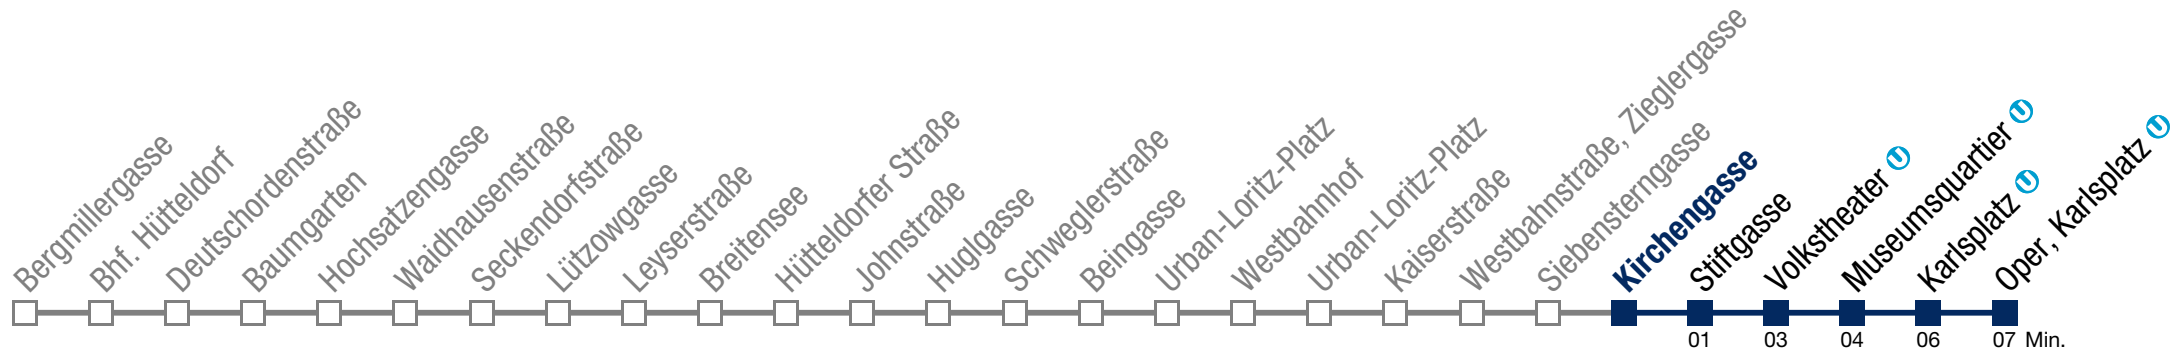 Bergmillergasse
Bhf. Hütteldorf
Deutschordenstraße
Baumgarten
Hochsatzengasse
Waidhausenstraße
Seckendorfstraße
Lützowgasse
Leyserstraße
Breitensee
Hütteldorfer Straße
Johnstraße
Huglgasse
Schweglerstraße
Beingasse
Urban-Loritz-Platz
Westbahnhof
Urban-Loritz-Platz
Kaiserstraße
Westbahnstraße, Zieglergasse
Siebensterngasse
Kirchengasse
Stiftgasse
Volkstheater U
Museumsquartier U
Karlsplatz U
Oper, Karlsplatz U
01 03 04 06 07 Min.